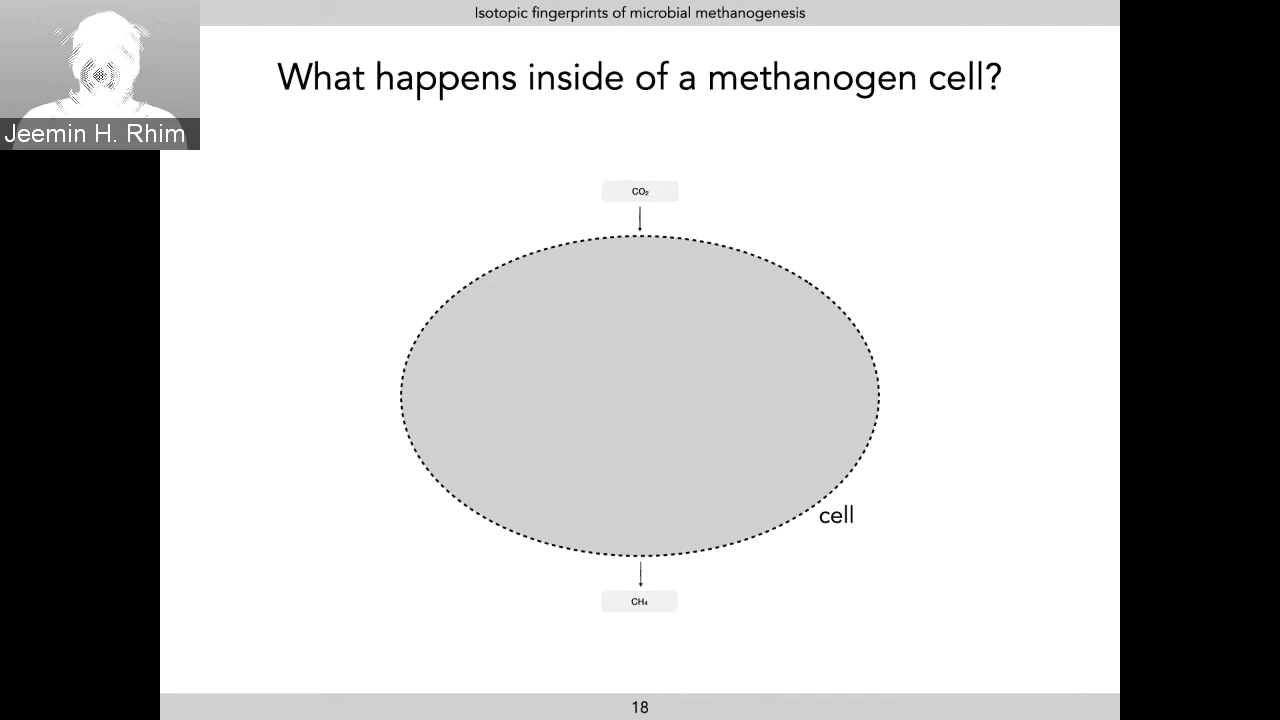 Isotopic fingerprints of microbial methanogenesis
Jeemin H. Rhim
What happens inside of a methanogen cell?
CO₂
cell
CH₄
18